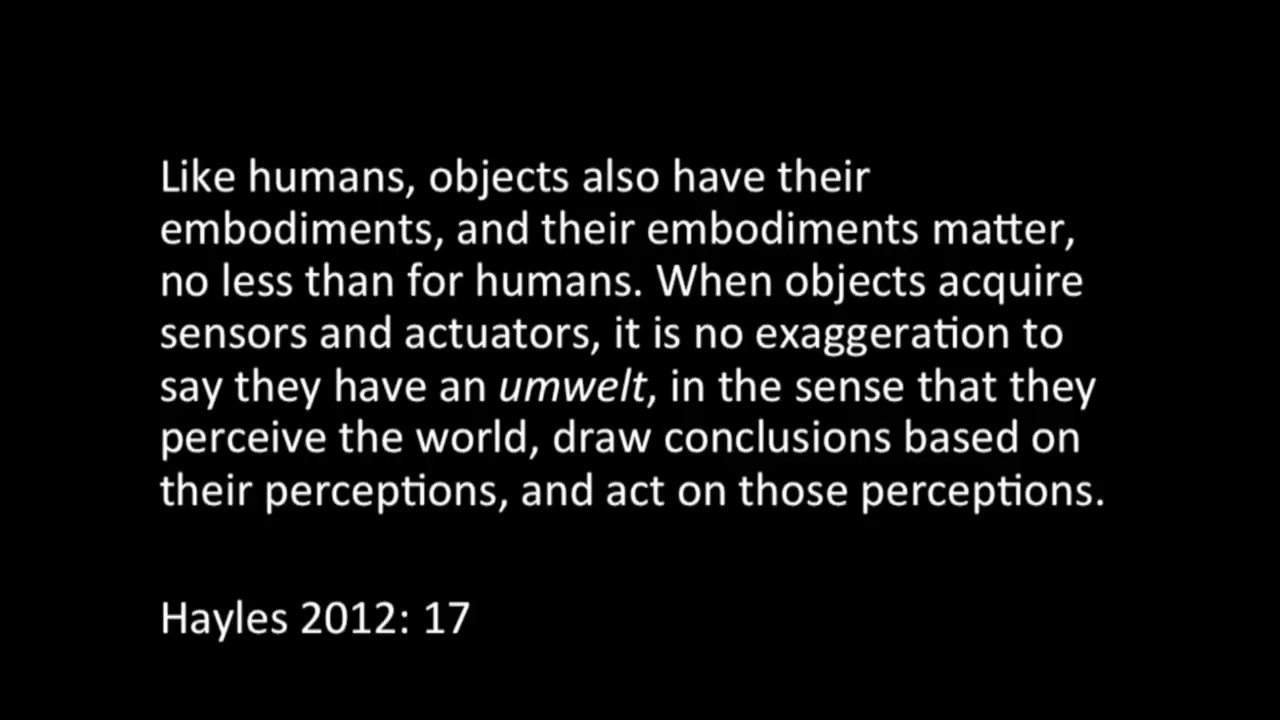 Like humans, objects also have their
embodiments, and their embodiments matter,
no less than for humans. When objects acquire
sensors and actuators, it is no exaggeration to
say they have an umwelt, in the sense that they
perceive the world, draw conclusions based on
their perceptions, and act on those perceptions.
Hayles 2012: 17